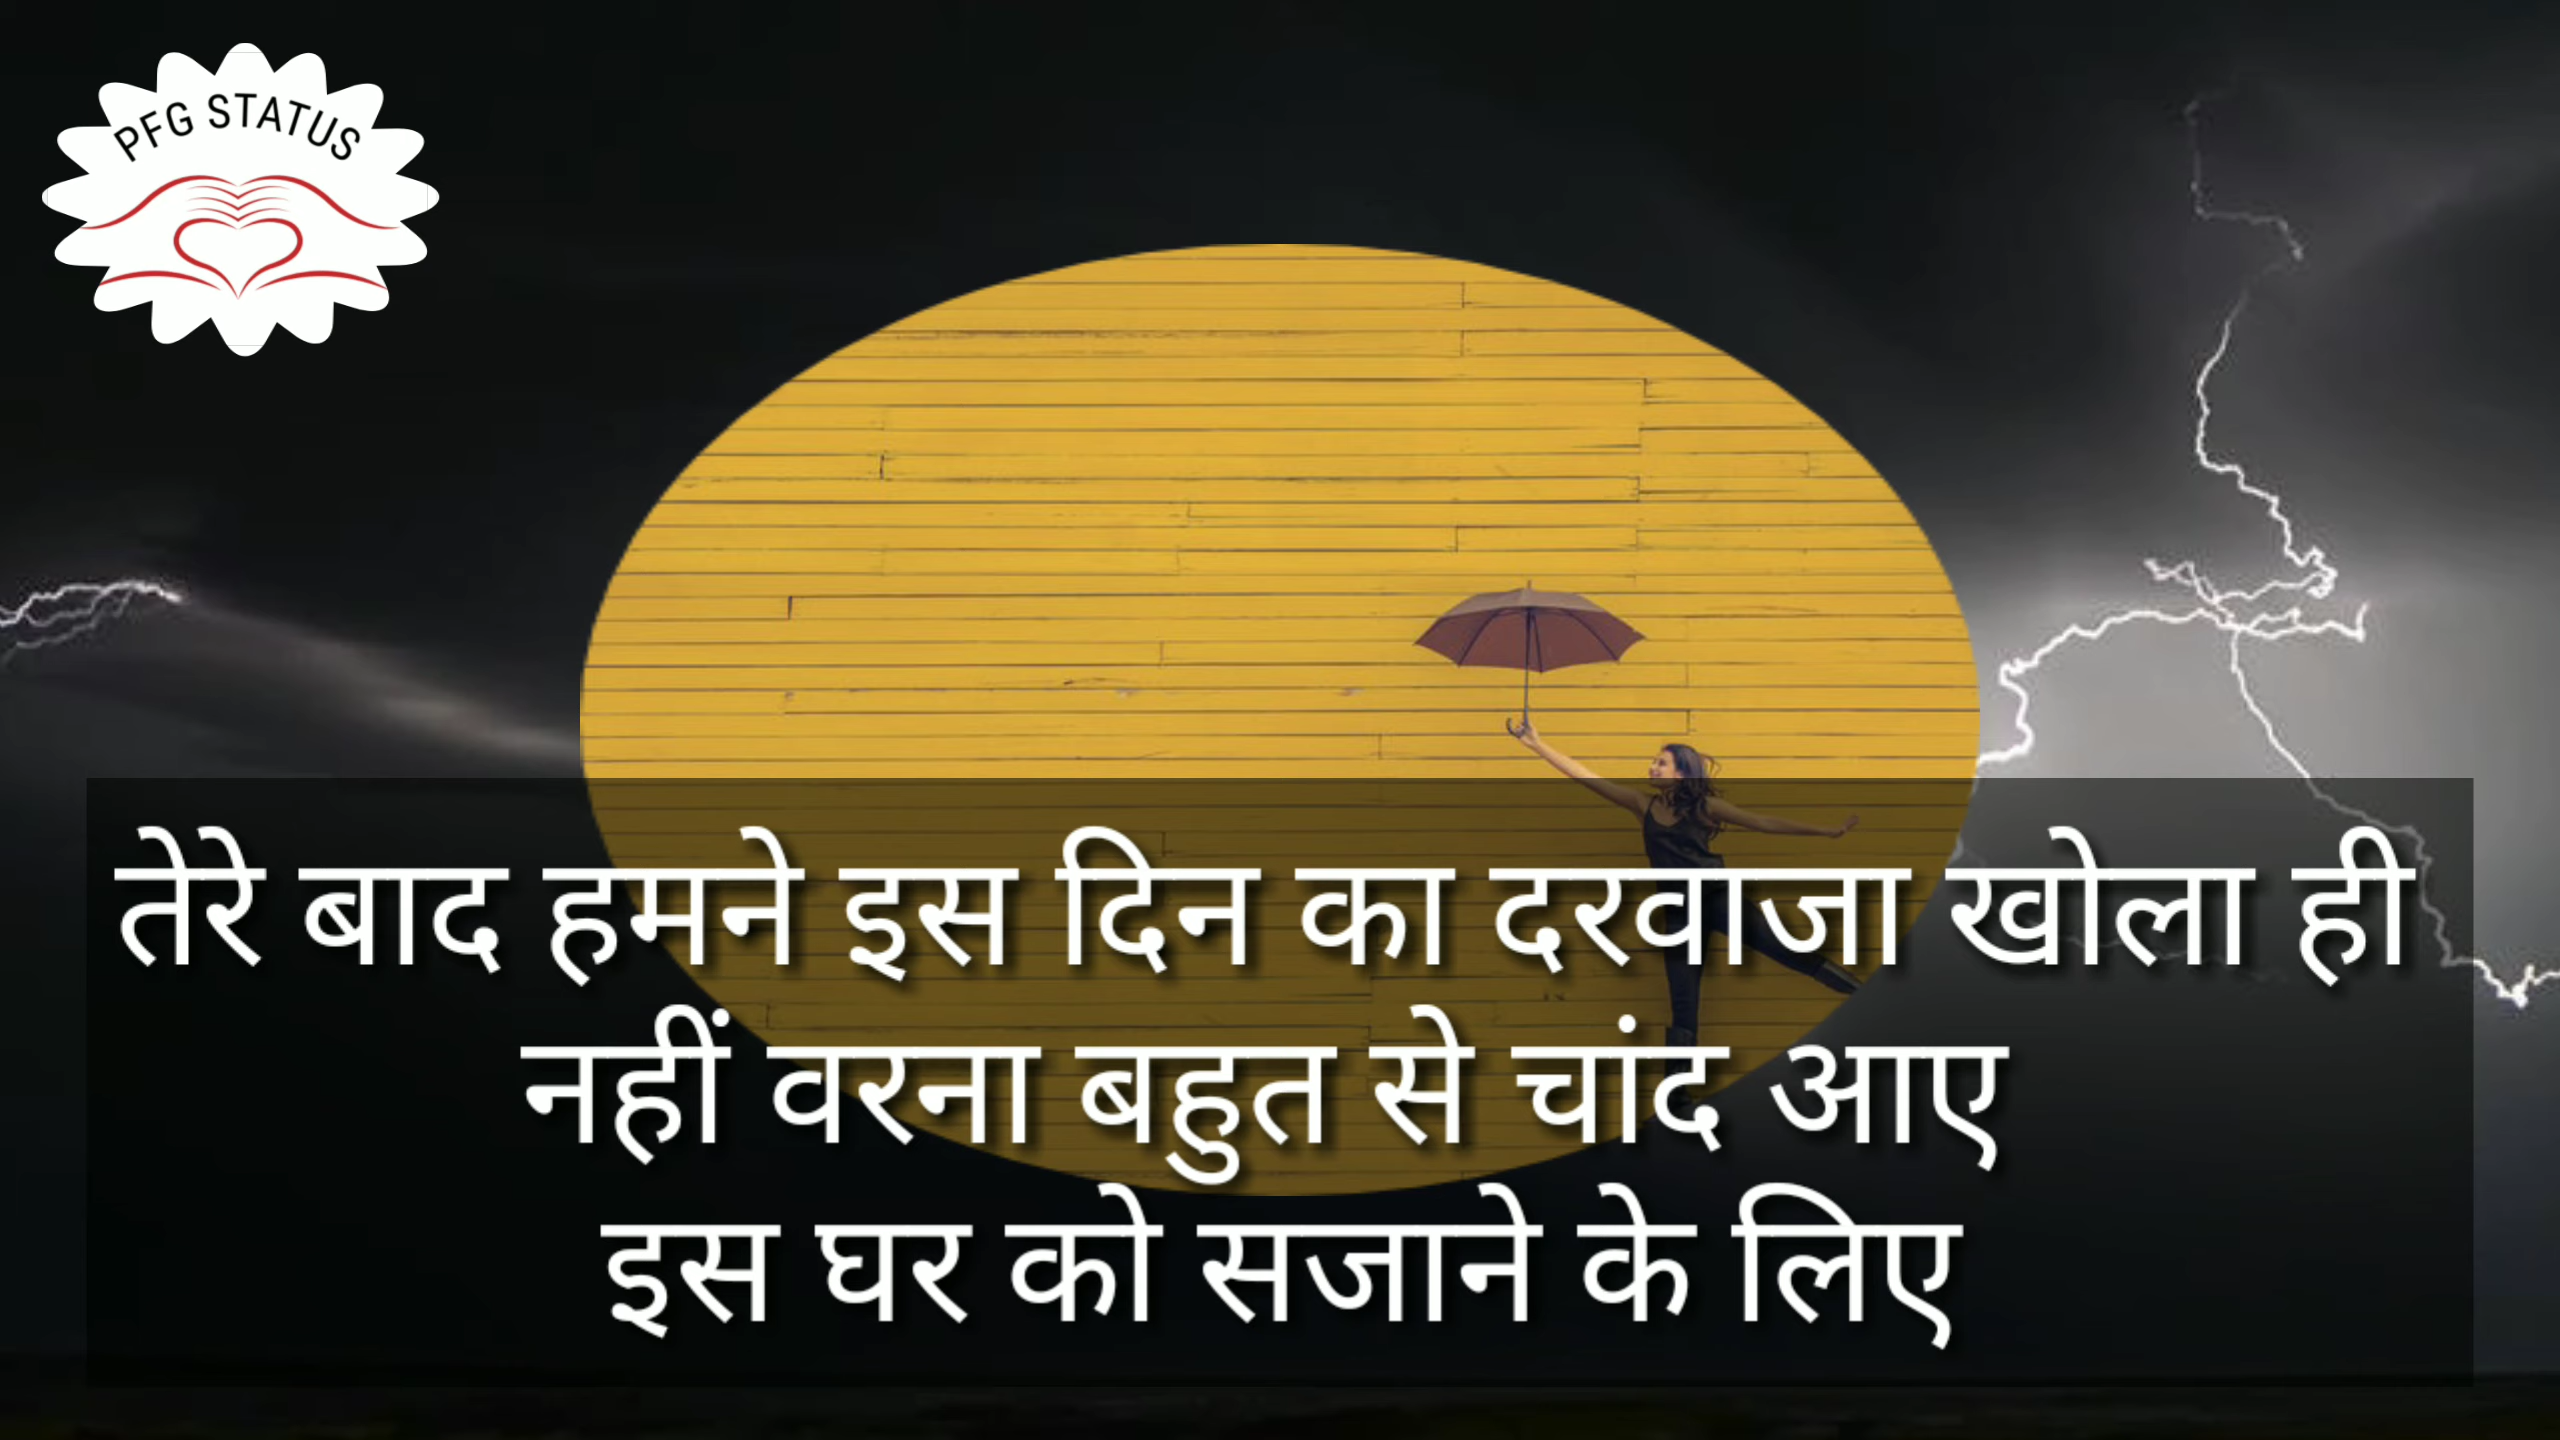 PFG STATUS
तेरे बाद हमने इस दिन का दरवाजा खोला ही
नहीं वरना बहुत से चांद आए
इस घर को सजाने के लिए